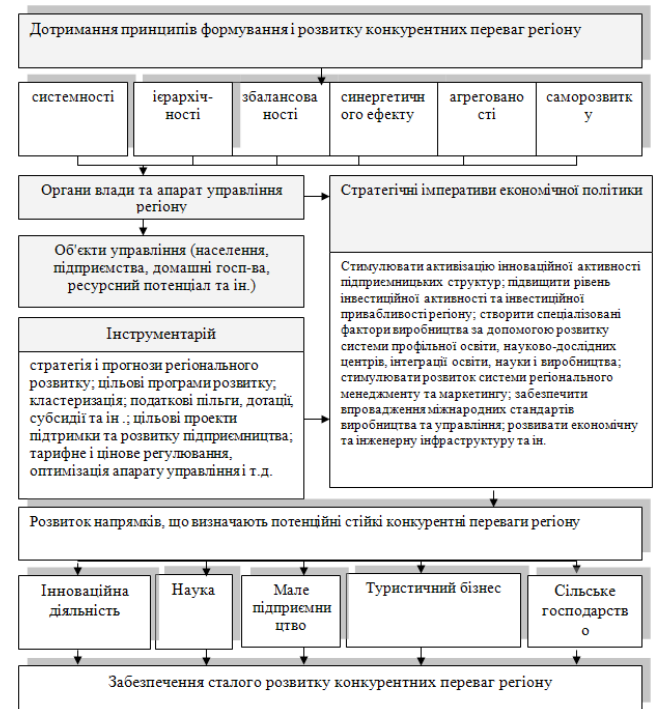 Дотримання принципів формування і розвитку конкурентних переваг регіону
системності
ієрархіч-
ності
збалансова
ності
синергетичн
ого ефекту
агреговано
сті
саморозвитк
у
Органи влади та апарат управління
регіону
Стратегічні імперативи економічної політики
Об'єкти управління (населення,
підприємства, домашні госп-ва,
ресурсний потенціал та ін.)
Стимулювати активізацію інноваційної активності
підприємницьких структур; підвищити рівень
інвестиційної активності та інвестиційної
привабливості регіону; створити спеціалізовані
фактори виробництва за допомогою розвитку
системи профільної освіти, науково-дослідних
центрів, інтеграції освіти, науки і виробництва;
стимулювати розвиток системи регіонального
менеджменту та маркетингу; забезпечити
впровадження міжнародних стандартів
виробництва та управління; розвивати економічну
та інженерну інфраструктуру та ін.
Інструментарій
стратегія і прогнози регіонального
розвитку; цільові програми розвитку;
кластеризація; податкові пільги, дотації,
субсидії та ін .; цільові проекти
підтримки та розвитку підприємництва;
тарифне і цінове регулювання,
оптимізація апарату управління і т.д.
Розвиток напрямків, що визначають потенційні стійкі конкурентні переваги регіону
Інноваційна
діяльність
Наука
Мале
підприємни
цтво
Туристичний бізнес
Сільське
господарств
о
Забезпечення сталого розвитку конкурентних переваг регіону